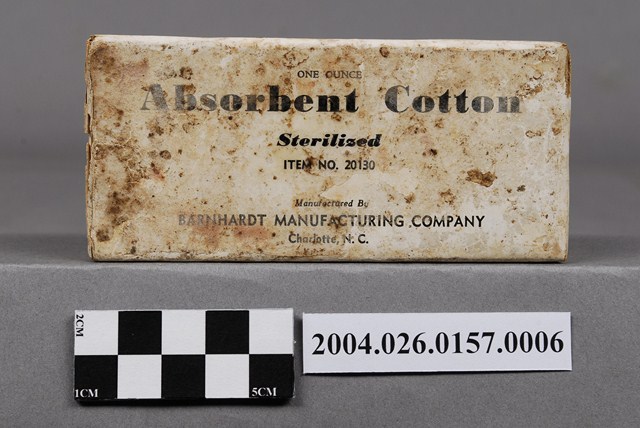 ONE OUNCE
Absorbent Cotton
Sterilized
ITEM NO. 20130
Manufactured By
BARNHARDT MANUFACTURING COMPANY
Charlotte, N. C.
2CM
1CM
5CM
2004.026.0157.0006